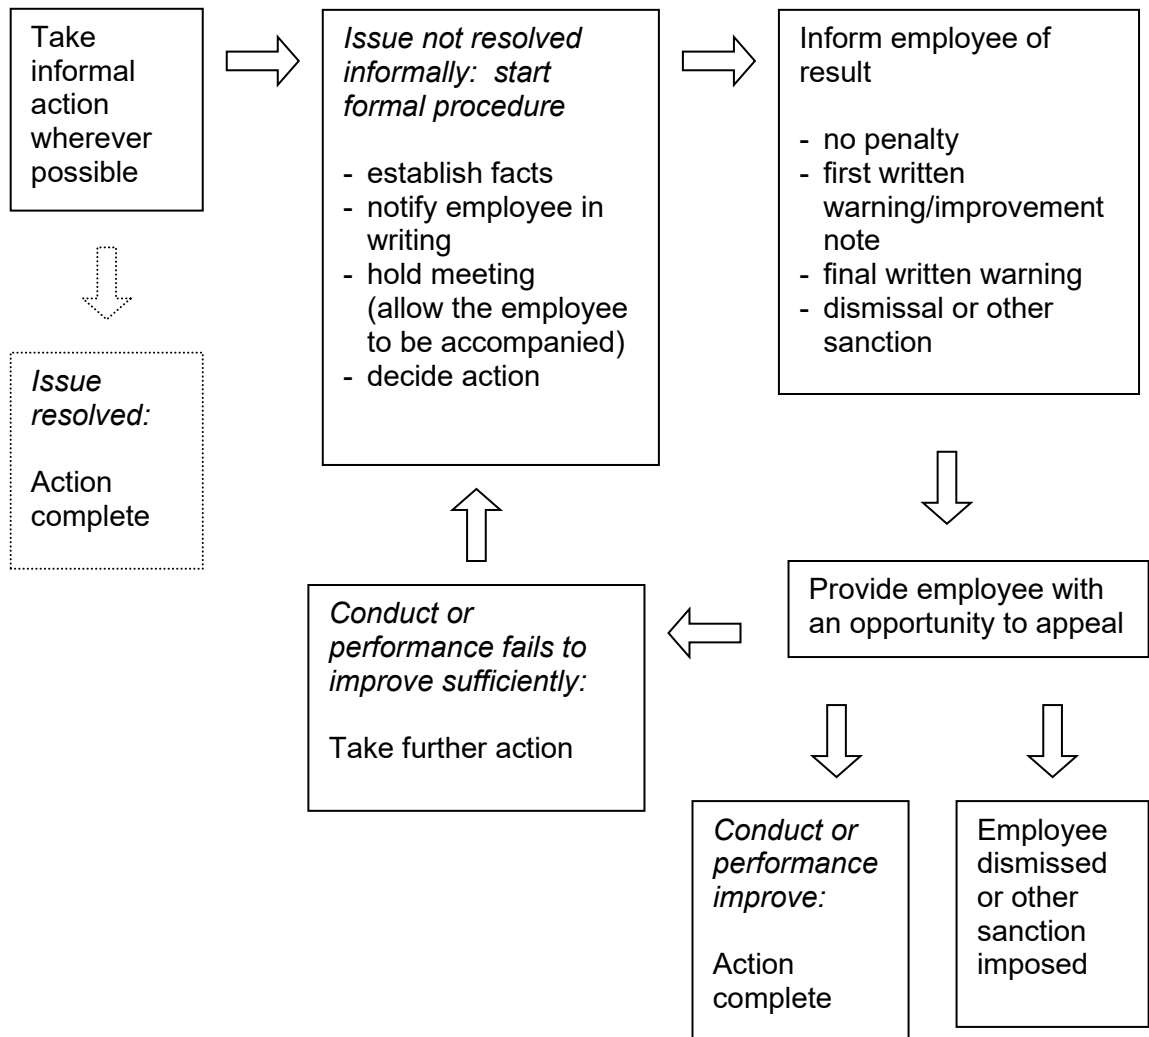 Take
informal
action
wherever
possible
Issue not resolved
informally: start
formal procedure
- establish facts
- notify employee in
writing
- hold meeting
(allow the employee
to be accompanied)
- decide action
Inform employee of
result
- no penalty
- first written
warning/improvement
note
- final written warning
- dismissal or other
sanction
Issue
resolved:
Action
complete
Provide employee with
an opportunity to appeal
Conduct or
performance fails to
improve sufficiently:
Take further action
Conduct or
performance
improve:
Action
complete
Employee
dismissed
or other
sanction
imposed